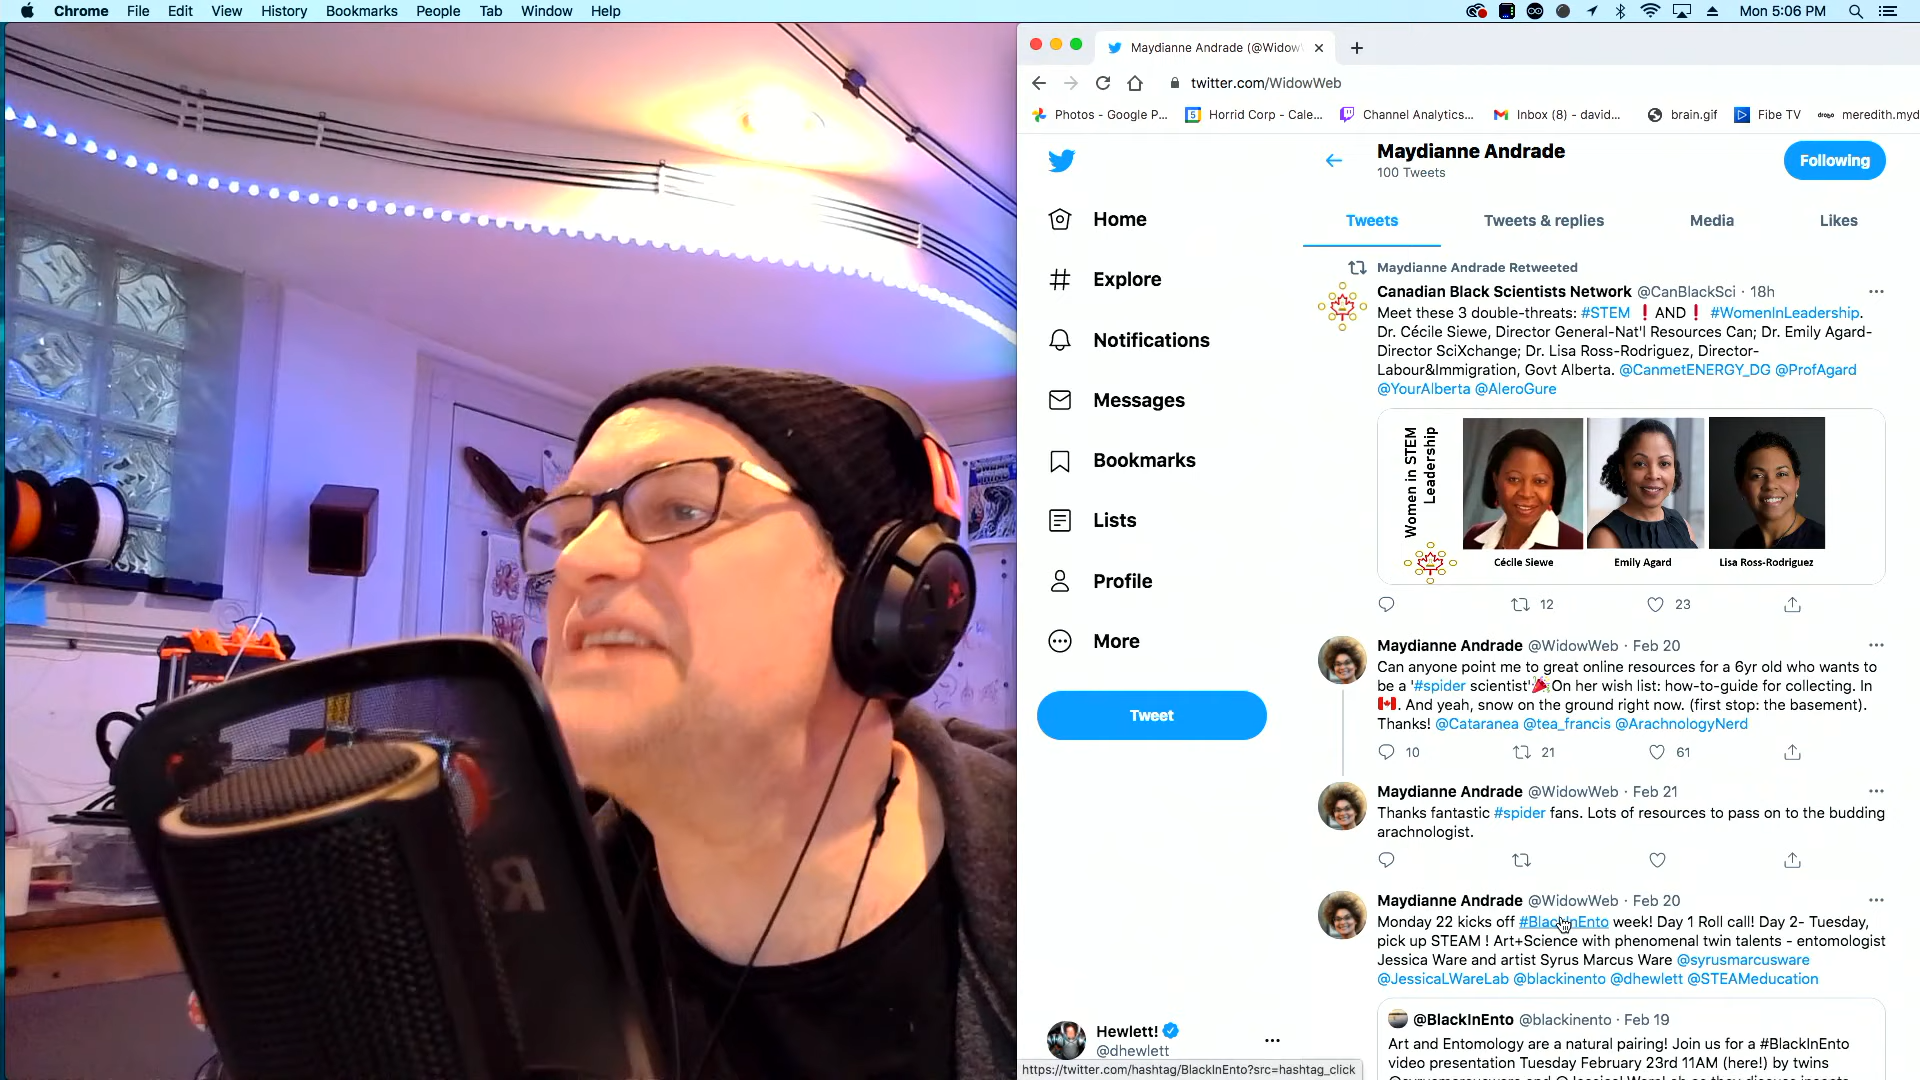 Chrome File Edit View History Bookmarks People Tab Window Help
Mon 5:06 PM
Maydianne Andrade (@Widow
twitter.com/WidowWeb
Photos - Google P... Horrid Corp - Cale... Channel Analytics... Inbox (8) - david... brain.gif Fibe TV meredith.myd
Maydianne Andrade
100 Tweets
Following
Tweets Tweets & replies Media Likes
Home
Explore
Notifications
Messages
Bookmarks
Lists
Profile
More
Tweet
Hewlett!
@dhewlett
Maydianne Andrade Retweeted
Canadian Black Scientists Network @CanBlackSci · 18h
Meet these 3 double-threats: #STEM ❗AND❗ #WomenInLeadership.
Dr. Cécile Siewe, Director General-Nat'l Resources Can; Dr. Emily Agard-
Director SciXchange; Dr. Lisa Ross-Rodriguez, Director-
Labour&Immigration, Govt Alberta. @CanmetENERGY_DG @ProfAgard
@YourAlberta @AleroGure
Women in STEM
Leadership
Cécile Siewe Emily Agard Lisa Ross-Rodriguez
12 23
Maydianne Andrade @WidowWeb · Feb 20
Can anyone point me to great online resources for a 6yr old who wants to
be a '#spider scientist'🎉On her wish list: how-to-guide for collecting. In
🇨🇦. And yeah, snow on the ground right now. (first stop: the basement).
Thanks! @Cataranea @tea_francis @ArachnologyNerd
10 21 61
Maydianne Andrade @WidowWeb · Feb 21
Thanks fantastic #spider fans. Lots of resources to pass on to the budding
arachnologist.
Maydianne Andrade @WidowWeb · Feb 20
Monday 22 kicks off #BlackInEnto week! Day 1 Roll call! Day 2- Tuesday,
pick up STEAM ! Art+Science with phenomenal twin talents - entomologist
Jessica Ware and artist Syrus Marcus Ware @syrusmarcusware
@JessicaLWareLab @blackinento @dhewlett @STEAMeducation
@BlackInEnto @blackinento · Feb 19
Art and Entomology are a natural pairing! Join us for a #BlackInEnto
video presentation Tuesday February 23rd 11AM (here!) by twins
https://twitter.com/hashtag/BlackInEnto?src=hashtag_click